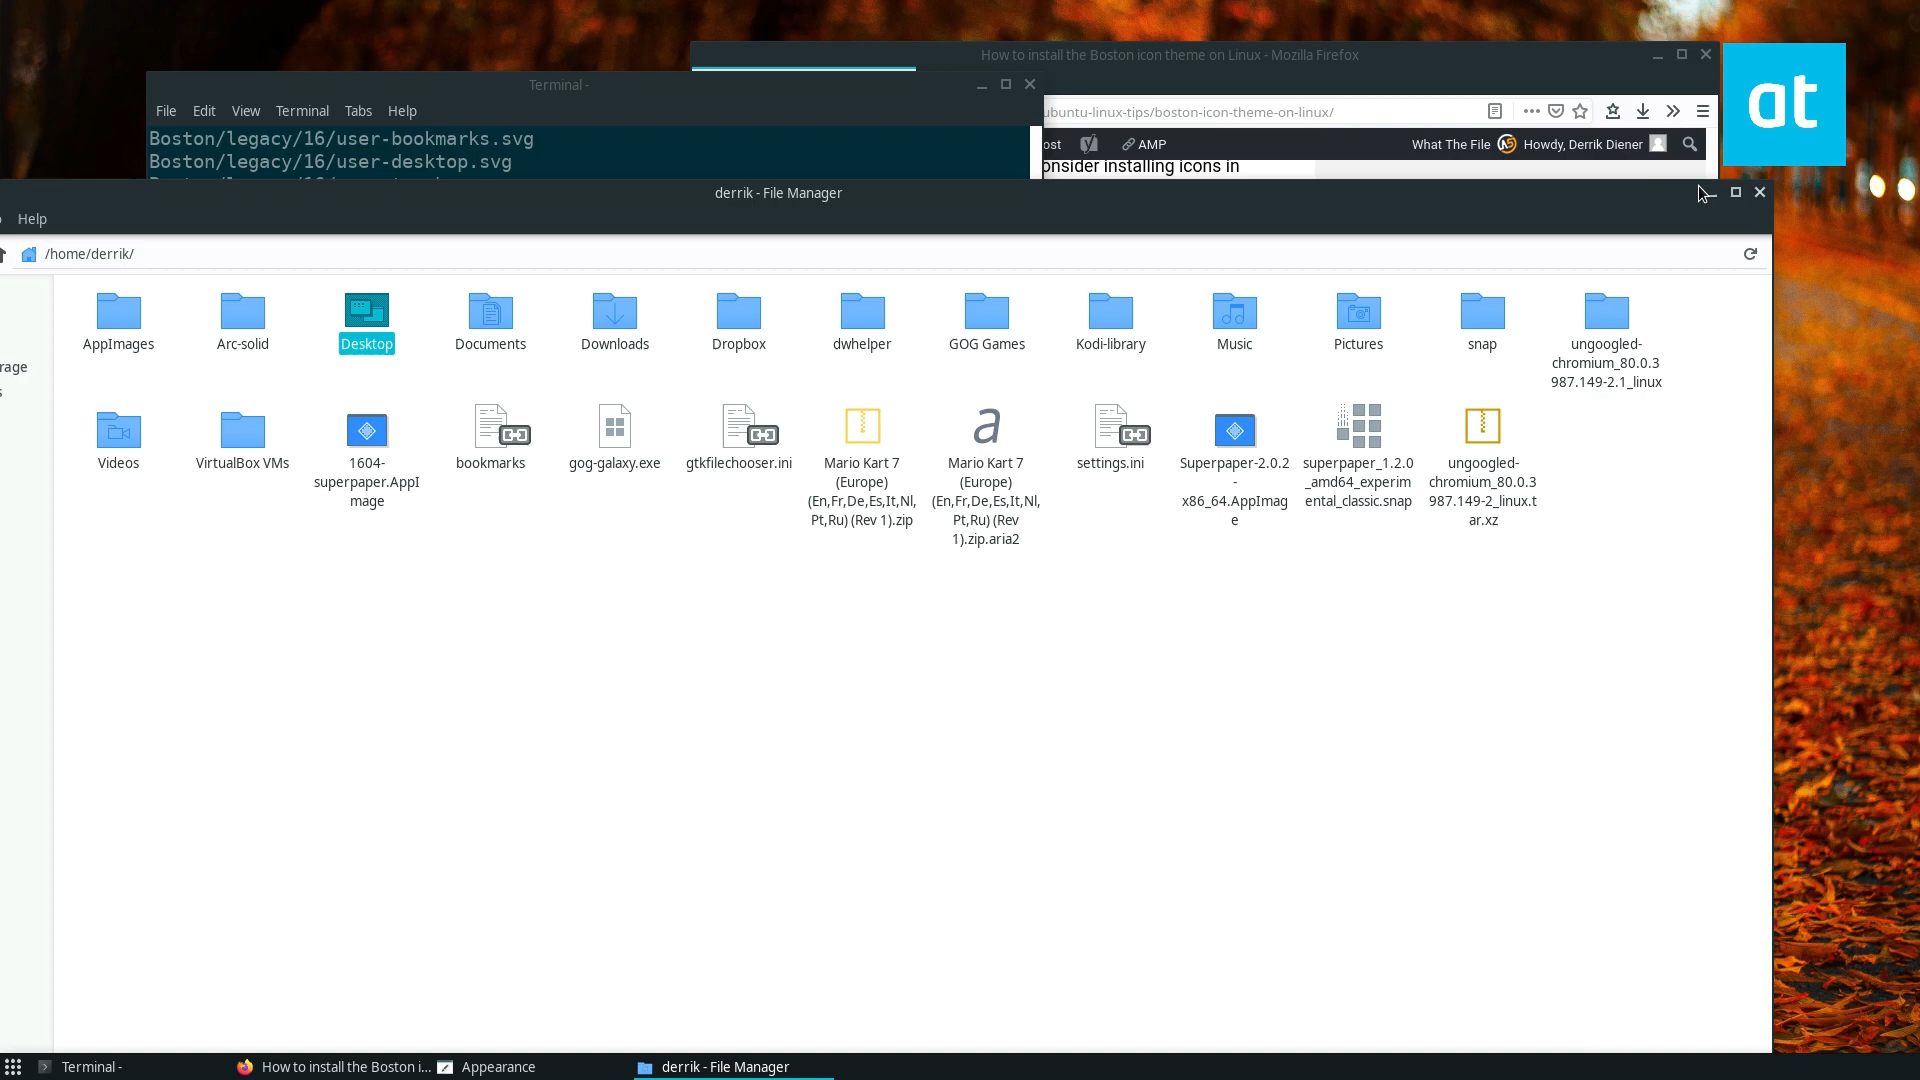 How to install the Boston icon theme on Linux - Mozilla Firefox
at
Terminal -
File Edit View Terminal Tabs Help
ubuntu-linux-tips/boston-icon-theme-on-linux/
Boston/legacy/16/user-bookmarks.svg
ost AMP What The File Howdy, Derrik Diener
Boston/legacy/16/user-desktop.svg
onsider installing icons in
derrik - File Manager
Help
/home/derrik/
rage
s
AppImages
Arc-solid
Desktop
Documents
Downloads
Dropbox
dwhelper
GOG Games
Kodi-library
Music
Pictures
snap
ungoogled-
chromium_80.0.3
987.149-2.1_linux
Videos
VirtualBox VMs
1604-
superpaper.AppI
mage
bookmarks
gog-galaxy.exe
gtkfilechooser.ini
Mario Kart 7
(Europe)
(En,Fr,De,Es,It,Nl,
Pt,Ru) (Rev 1).zip
a
Mario Kart 7
(Europe)
(En,Fr,De,Es,It,Nl,
Pt,Ru) (Rev
1).zip.aria2
settings.ini
Superpaper-2.0.2
-
x86_64.AppImag
e
superpaper_1.2.0
_amd64_experim
ental_classic.snap
ungoogled-
chromium_80.0.3
987.149-2_linux.t
ar.xz
Terminal -
How to install the Boston i...
Appearance
derrik - File Manager